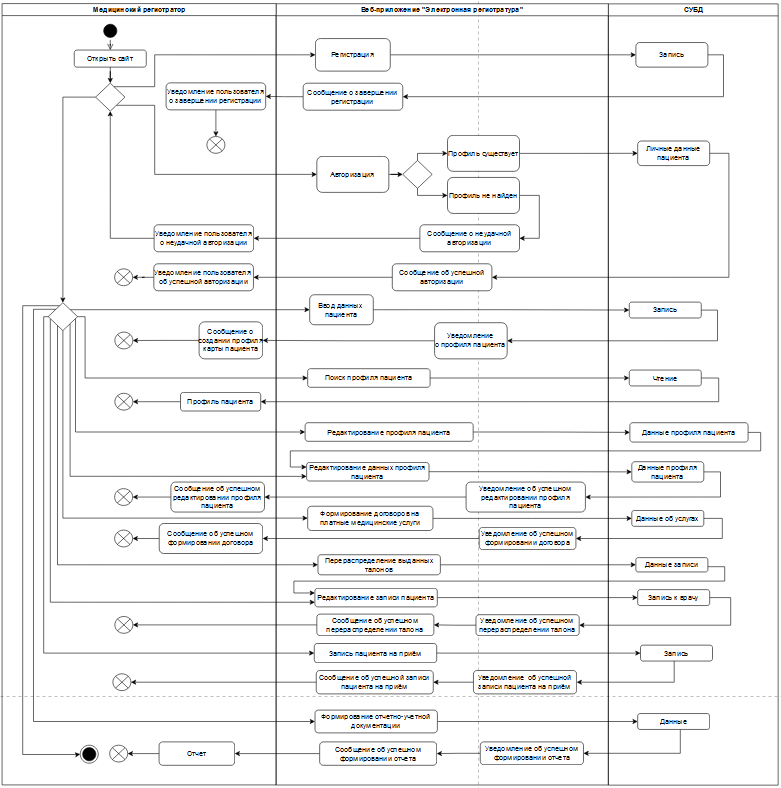 Медицинский регистратор
Веб-приложение "Электронная регистратура"
СУБД
Открыть сайт
Регистрация
Запись
Уведомление пользователя
о завершении регистрации
Сообщение о завершении
регистрации
Авторизация
Профиль существует
Личные данные
пациента
Профиль не найден
Уведомление пользователя
о неудачной авторизации
Сообщение о неудачной
авторизации
Уведомление пользователя
об успешной авторизации
Сообщение об успешной
авторизации
Ввод данных
пациента
Запись
Сообщение о
создании профиля
карты пациента
Уведомление
о профиля пациента
Поиск профиля пациента
Чтение
Профиль пациента
Редактирование профиля пациента
Данные профиля пациента
Редактирование данных профиля
пациента
Данные профиля
пациента
Сообщение об успешном
редактировании профиля
пациента
Уведомление об успешном
редактировании профиля
пациента
Формирование договоров на
платные медицинские услуги
Данные об услугах
Сообщение об успешном
формировании договора
Уведомление об успешном
формировании договора
Перераспределение выданных
талонов
Данные записи
Редактирование записи пациента
Запись к врачу
Сообщение об успешном
перераспределении талона
Уведомление об успешном
перераспределении талона
Запись пациента на приём
Запись
Сообщение об успешной записи
пациента на приём
Уведомление об успешной
записи пациента на приём
Формирование отчетно-учетной
документации
Данные
Отчет
Сообщение об успешном
формировании отчета
Уведомление об успешном
формировании отчета